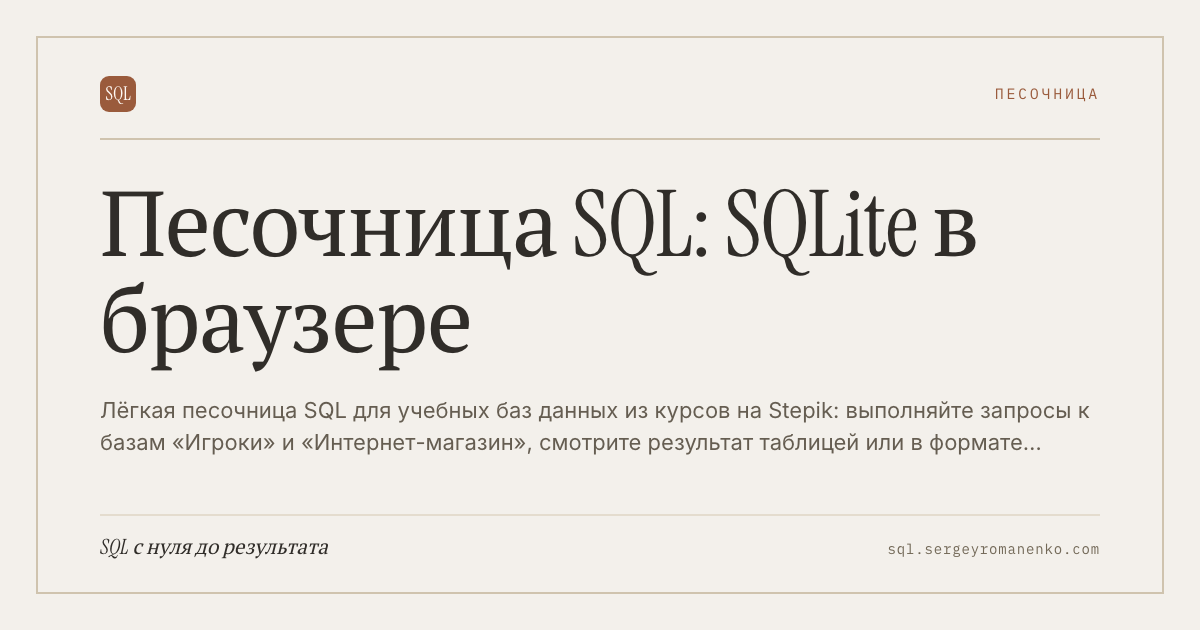 SQL
ПЕСОЧНИЦА
Песочница SQL: SQLite в
браузере
Лёгкая песочница SQL для учебных баз данных из курсов на Stepik: выполняйте запросы к
базам «Игроки» и «Интернет-магазин», смотрите результат таблицей или в формате…
SQL с нуля до результата
sql.sergeyromanenko.com